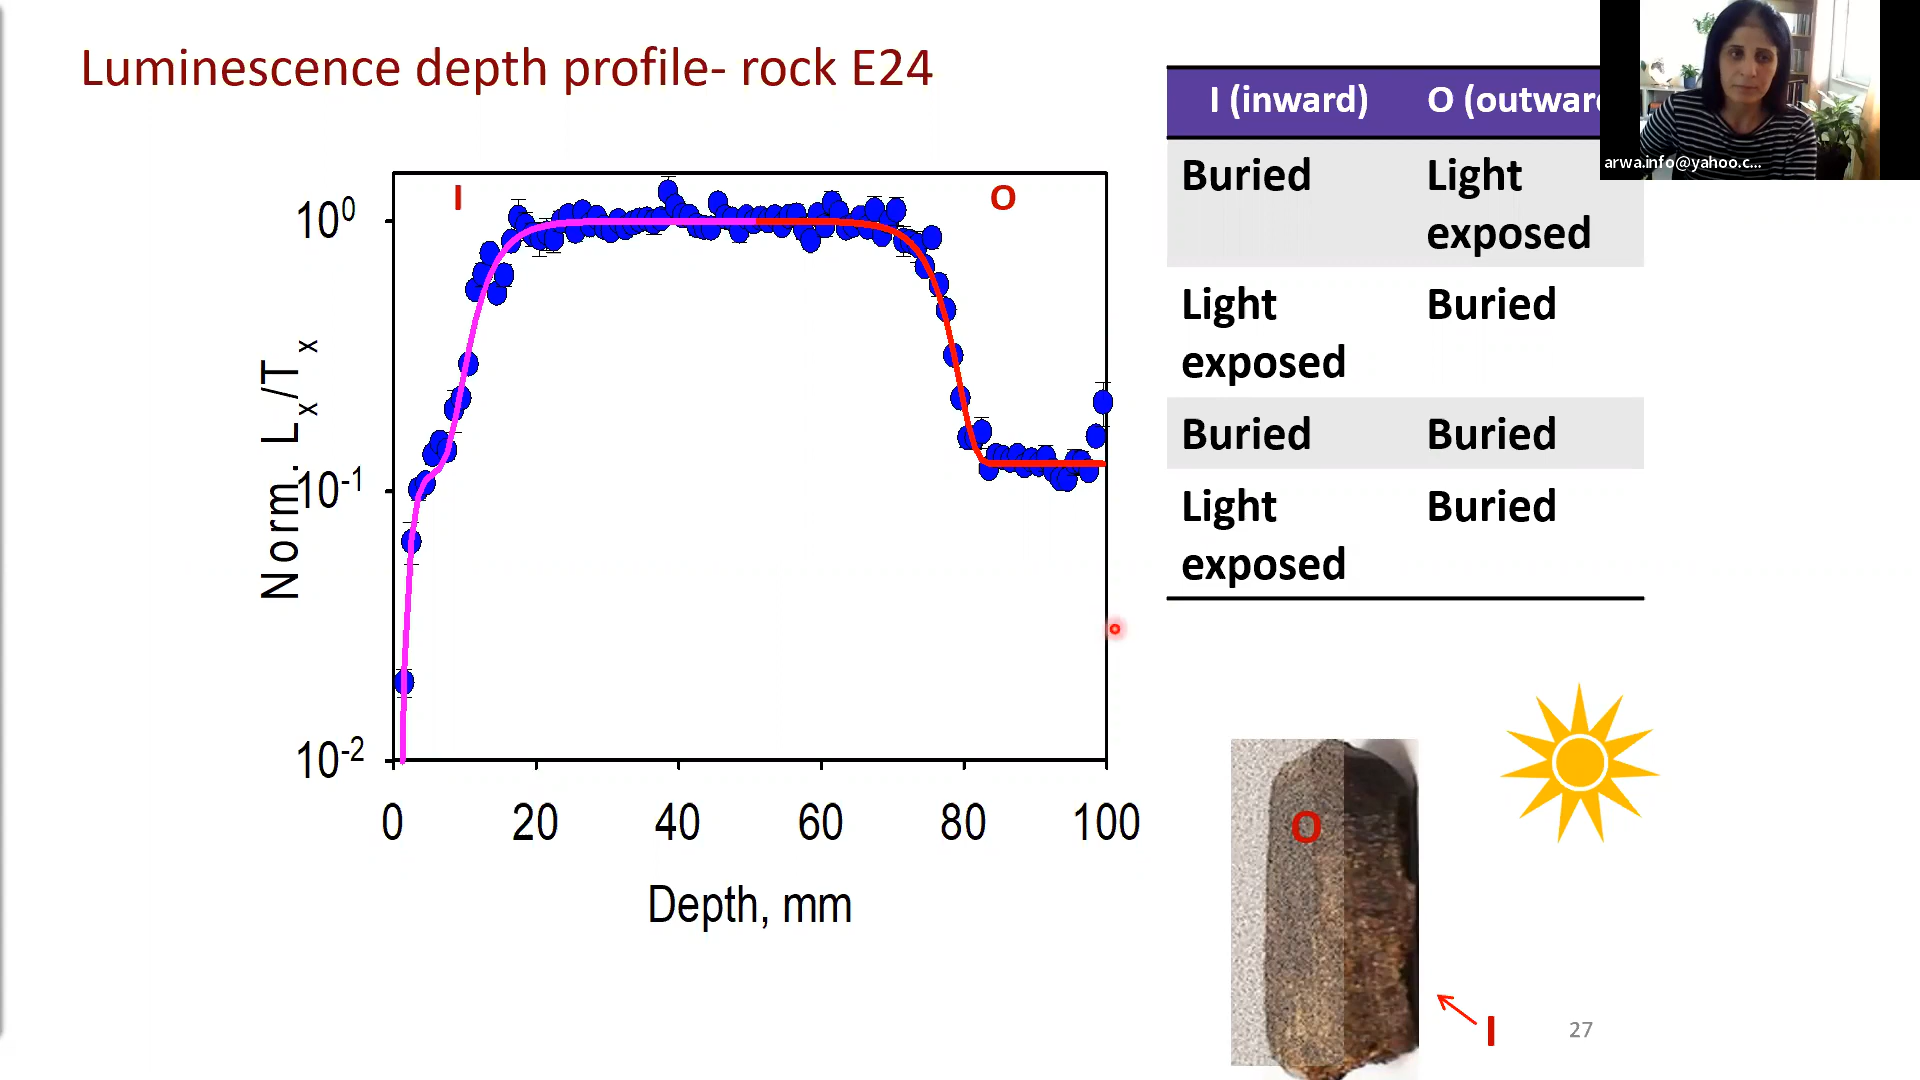 Luminescence depth profile- rock E24
I (inward) O (outwar
arwa.info@yahoo.c...
Buried Light
exposed
Light Buried
exposed
Buried Buried
Light Buried
exposed
I O
10⁰
10⁻¹
10⁻²
Norm. Lₓ/Tₓ
0 20 40 60 80 100
Depth, mm
O
I
27